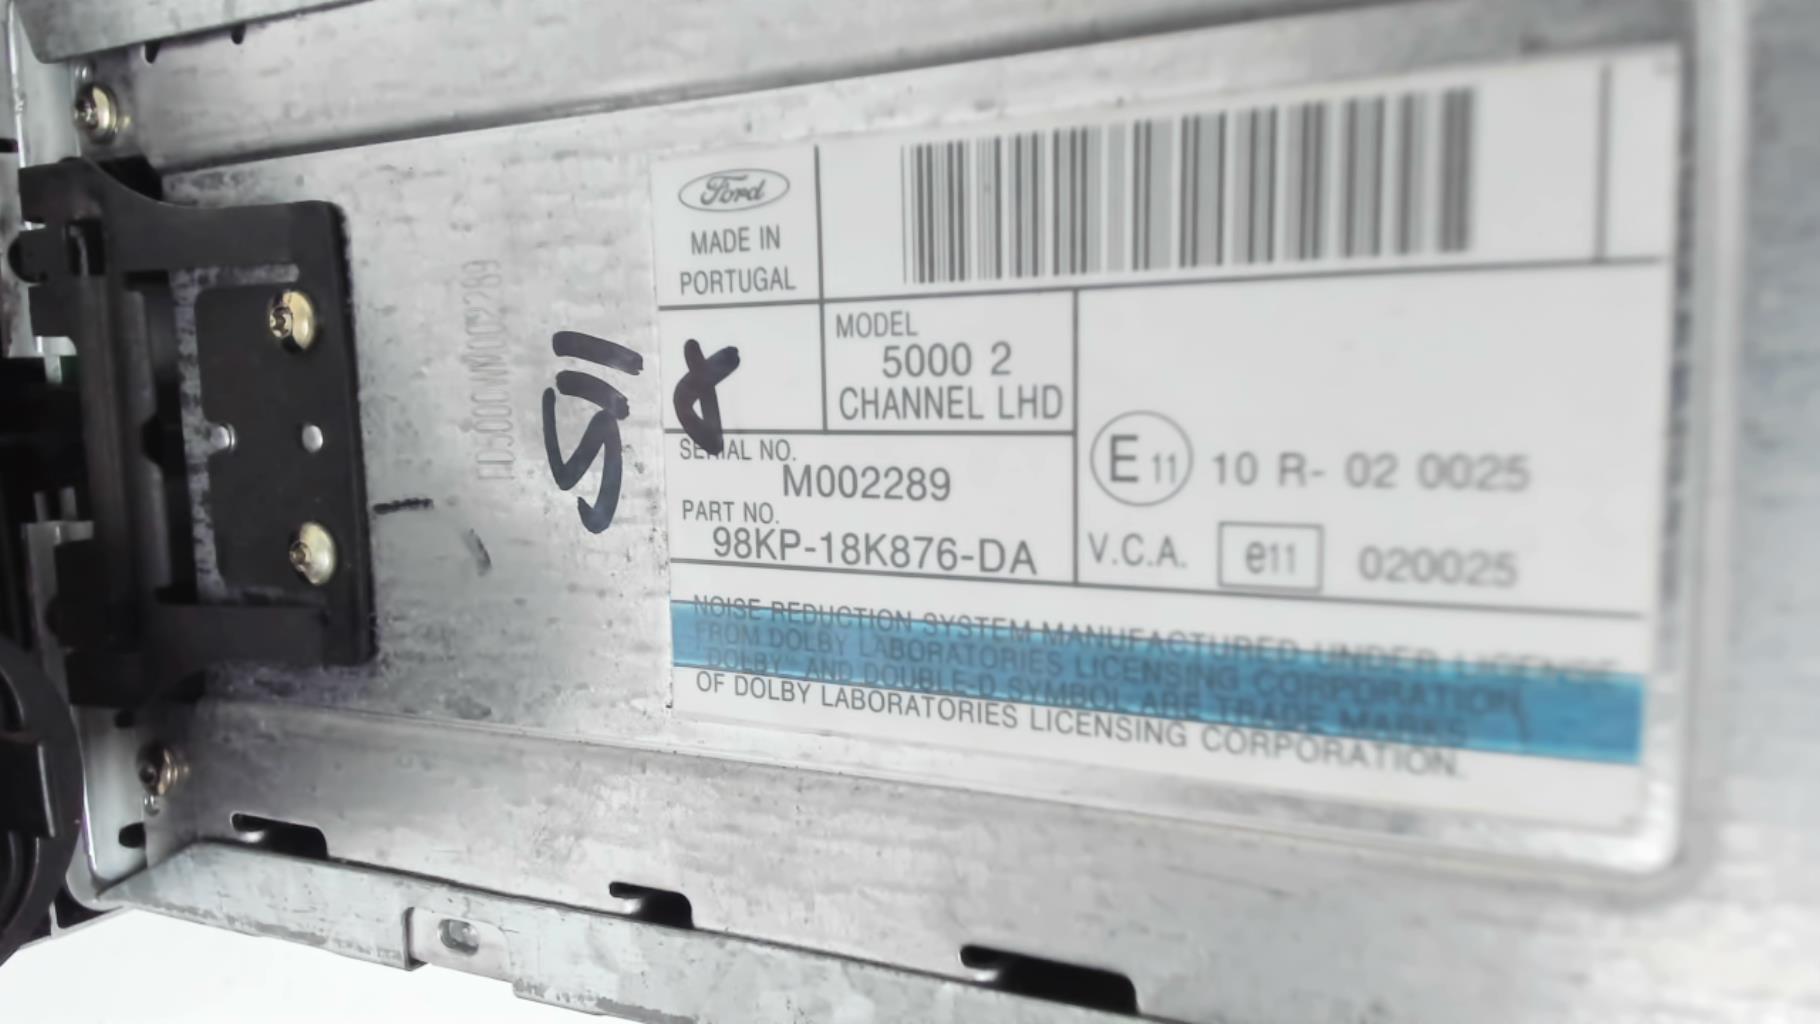 Ford
MADE IN
PORTUGAL
MODEL
5000 2
CHANNEL LHD
SERIAL NO.
M002289
PART NO.
98KP-18K876-DA
E 11 10 R- 02 0025
V.C.A. e11 020025
NOISE REDUCTION SYSTEM MANUFACTURED UNDER LICENSE
FROM DOLBY LABORATORIES LICENSING CORPORATION
DOLBY AND DOUBLE-D SYMBOL ARE TRADE MARKS
OF DOLBY LABORATORIES LICENSING CORPORATION.